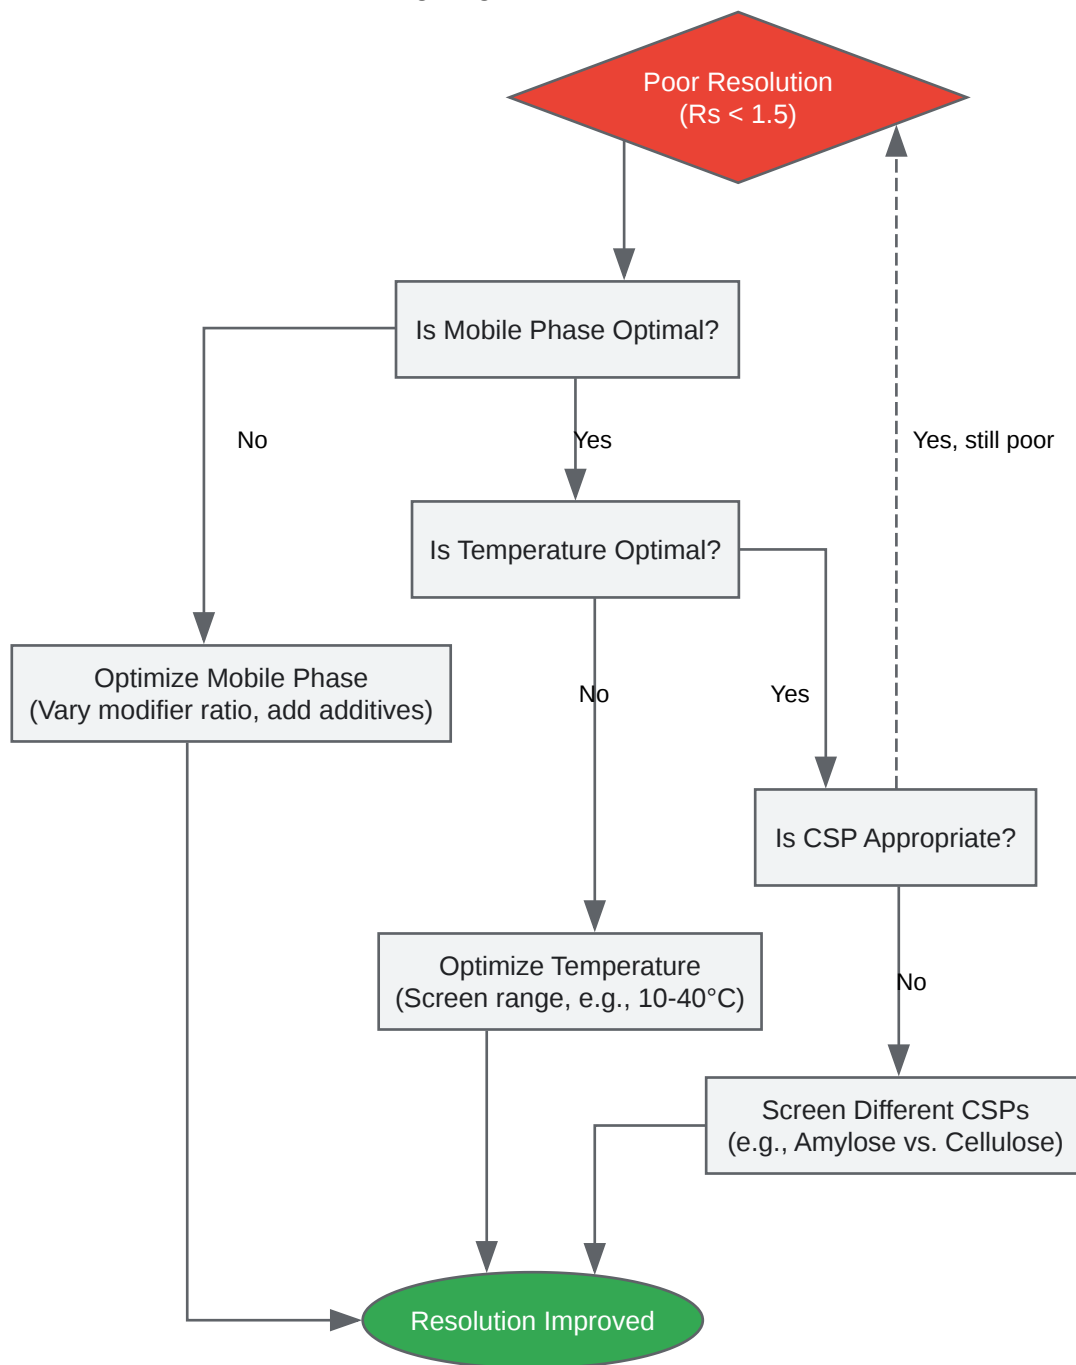 Poor Resolution
(Rs < 1.5)
Is Mobile Phase Optimal?
No
Yes
Yes, still poor
Is Temperature Optimal?
Optimize Mobile Phase
(Vary modifier ratio, add additives)
No
Yes
Is CSP Appropriate?
Optimize Temperature
(Screen range, e.g., 10-40°C)
No
Screen Different CSPs
(e.g., Amylose vs. Cellulose)
Resolution Improved